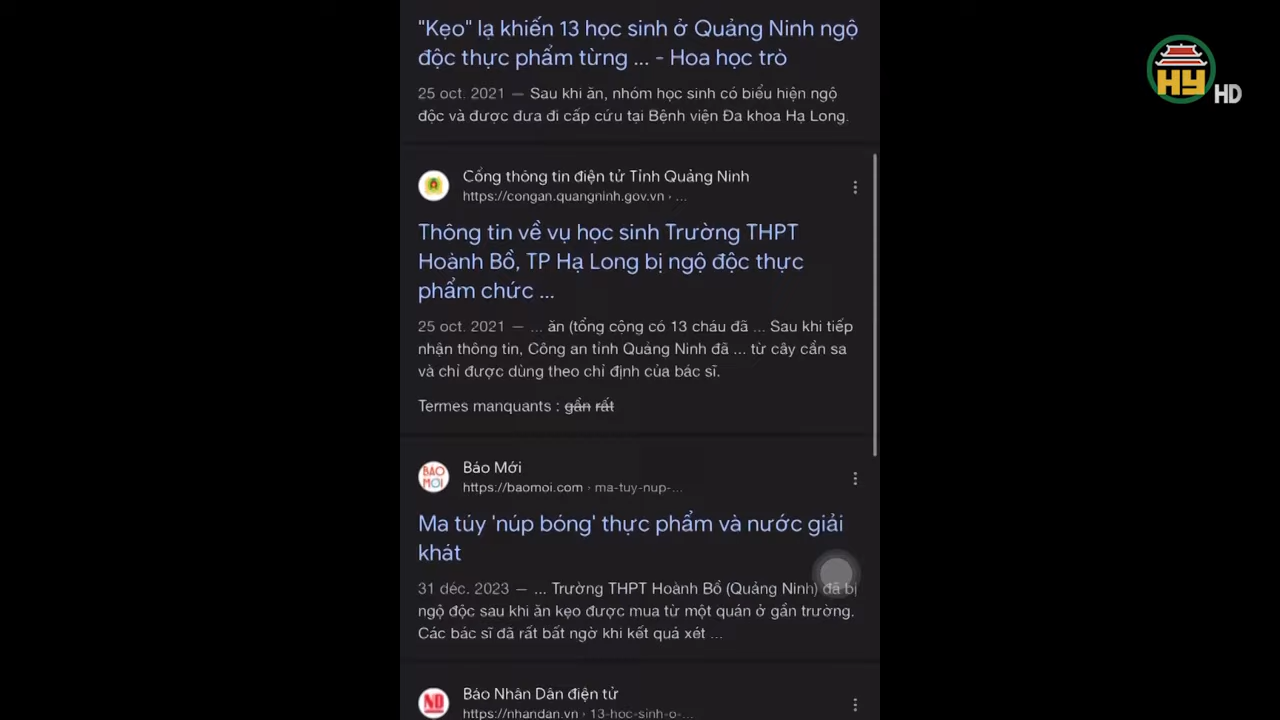 "Kẹo" lạ khiến 13 học sinh ở Quảng Ninh ngộ
độc thực phẩm từng ... - Hoa học trò
25 oct. 2021 — Sau khi ăn, nhóm học sinh có biểu hiện ngộ
độc và được đưa đi cấp cứu tại Bệnh viện Đa khoa Hạ Long.
HY HD
Cổng thông tin điện tử Tỉnh Quảng Ninh
https://congan.quangninh.gov.vn › ...
Thông tin về vụ học sinh Trường THPT
Hoành Bồ, TP Hạ Long bị ngộ độc thực
phẩm chức ...
25 oct. 2021 — ... ăn (tổng cộng có 13 cháu đã ... Sau khi tiếp
nhận thông tin, Công an tỉnh Quảng Ninh đã ... từ cây cần sa
và chỉ được dùng theo chỉ định của bác sĩ.
Termes manquants : gần rất
BÁO MỚI
Báo Mới
https://baomoi.com › ma-tuy-nup-...
Ma túy 'núp bóng' thực phẩm và nước giải
khát
31 déc. 2023 — ... Trường THPT Hoành Bồ (Quảng Ninh) đã bị
ngộ độc sau khi ăn kẹo được mua từ một quán ở gần trường.
Các bác sĩ đã rất bất ngờ khi kết quả xét ...
ND
Báo Nhân Dân điện tử
https://nhandan.vn › 13-hoc-sinh-o-...